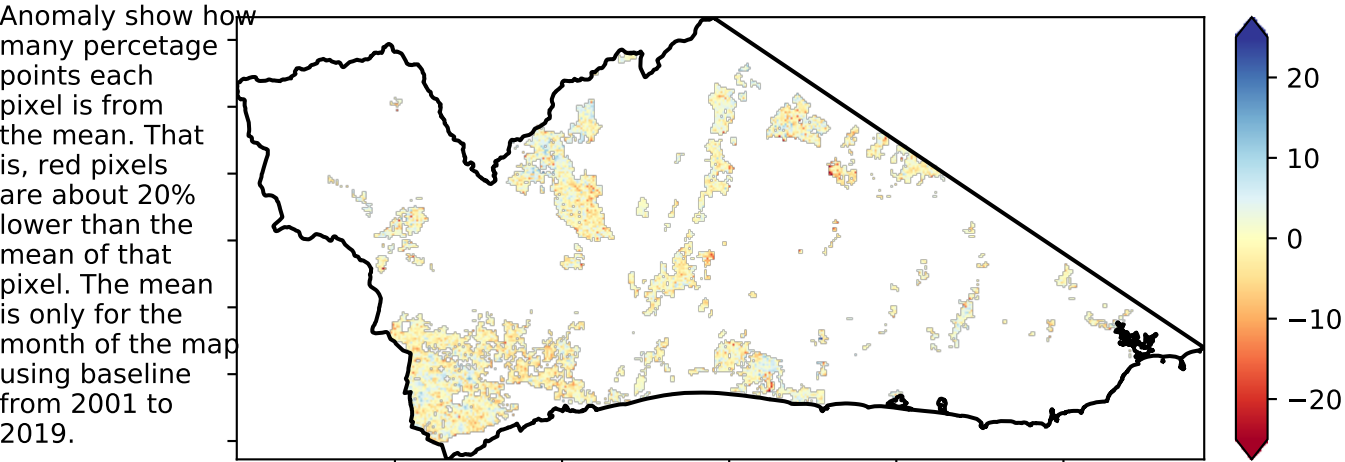 Anomaly show how
many percetage
points each
pixel is from
the mean. That
is, red pixels
are about 20%
lower than the
mean of that
pixel. The mean
is only for the
month of the map
using baseline
from 2001 to
2019.
20
10
0
−10
−20